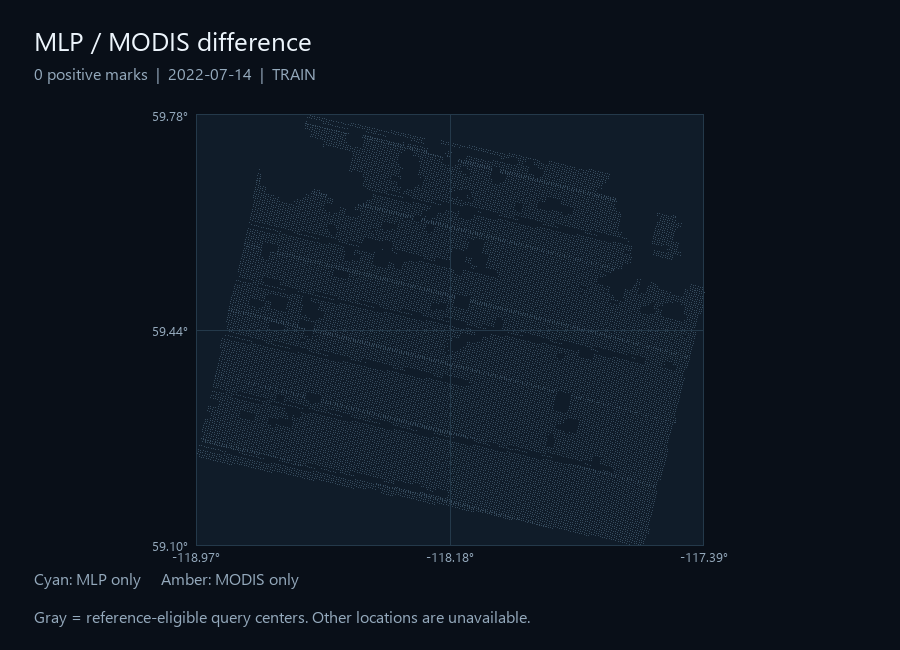 MLP / MODIS difference
0 positive marks | 2022-07-14 | TRAIN
59.78°
59.44°
59.10°
-118.97° -118.18° -117.39°
Cyan: MLP only Amber: MODIS only
Gray = reference-eligible query centers. Other locations are unavailable.